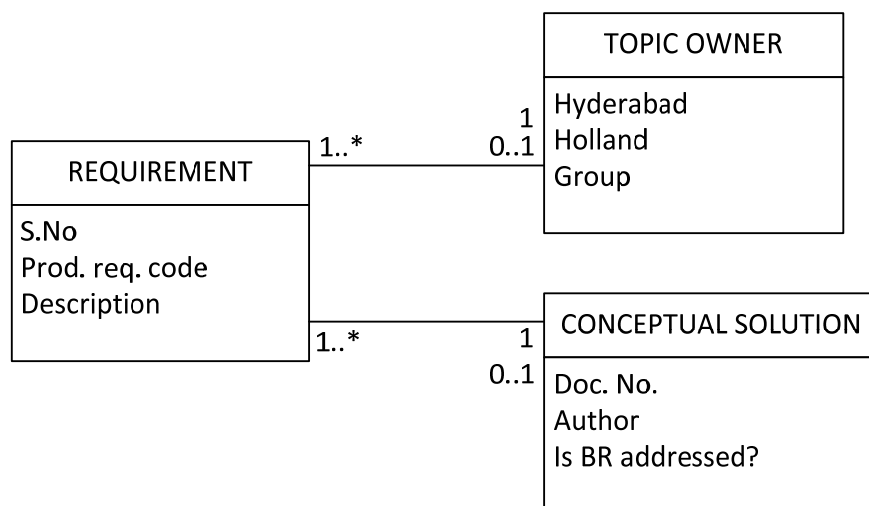 TOPIC OWNER
Hyderabad
Holland
Group
1
0..1
1..*
REQUIREMENT
S.No
Prod. req. code
Description
1..*
1
0..1
CONCEPTUAL SOLUTION
Doc. No.
Author
Is BR addressed?